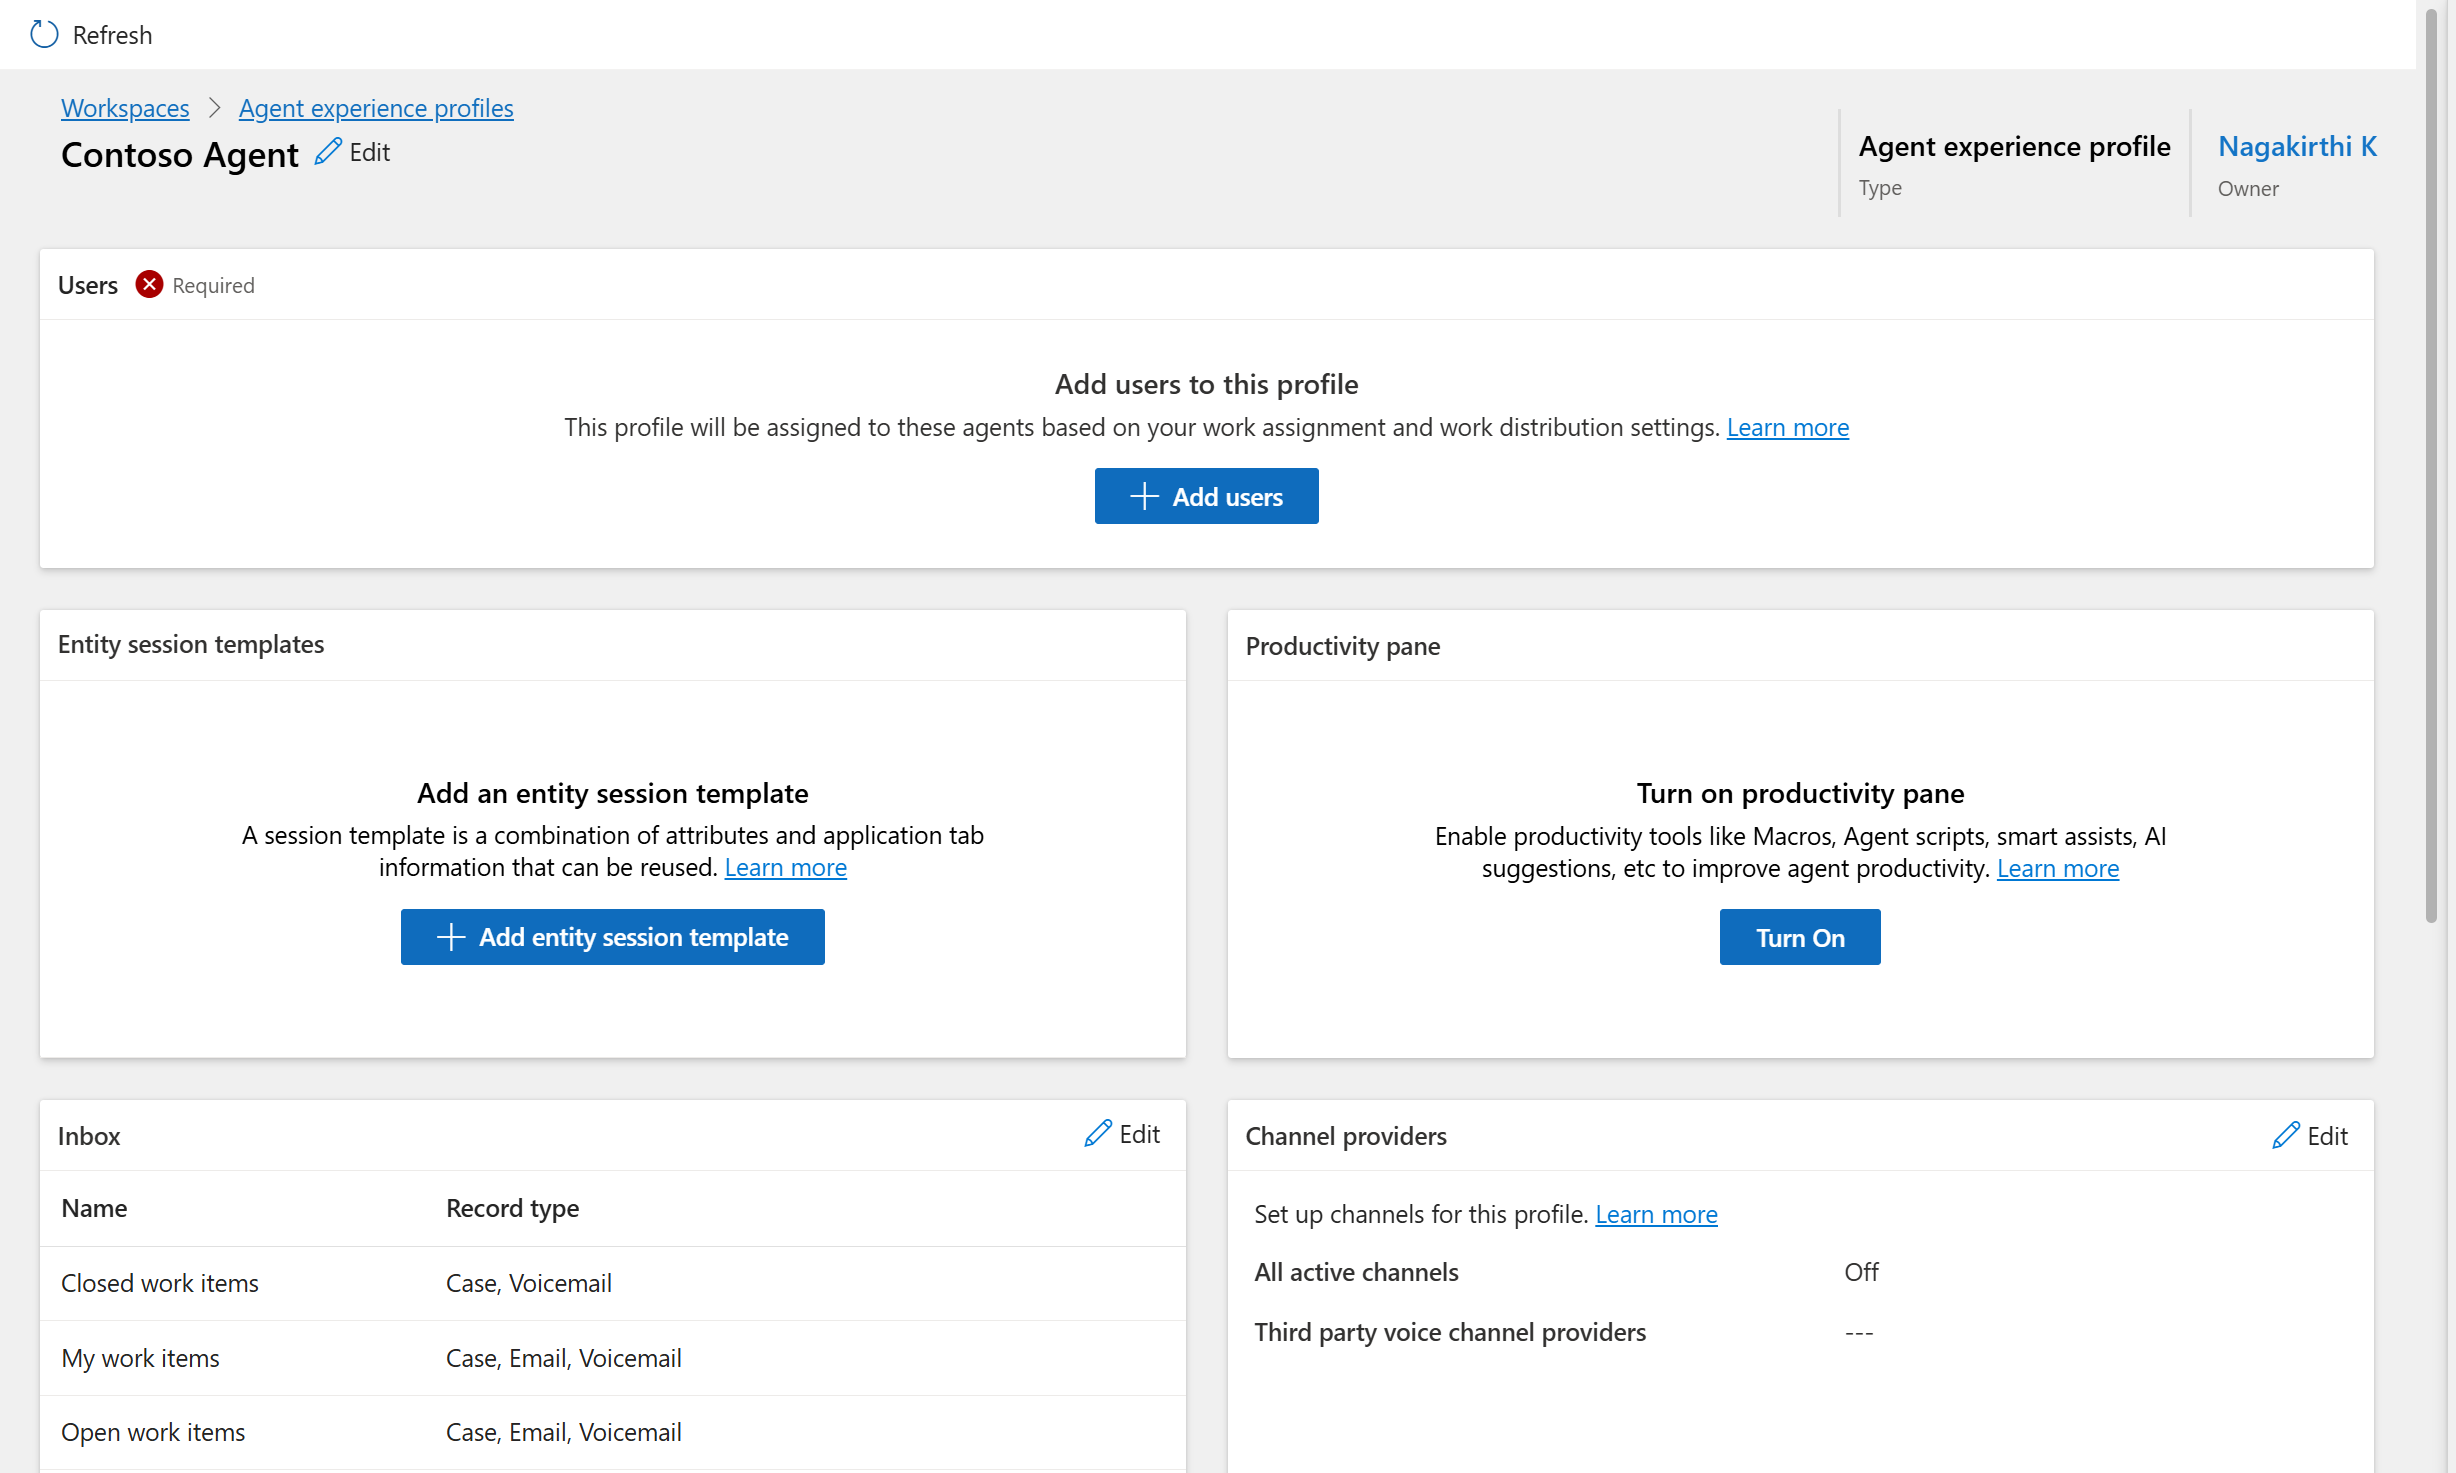 Refresh
Workspaces
Agent experience profiles
Contoso Agent
Edit
Agent experience profile
Type
Nagakirthi K
Owner
Users
Required
Add users to this profile
This profile will be assigned to these agents based on your work assignment and work distribution settings. Learn more
Add users
Entity session templates
Add an entity session template
A session template is a combination of attributes and application tab
information that can be reused. Learn more
Add entity session template
Productivity pane
Turn on productivity pane
Enable productivity tools like Macros, Agent scripts, smart assists, AI
suggestions, etc to improve agent productivity. Learn more
Turn On
Inbox
Edit
Name Record type
Closed work items Case, Voicemail
My work items Case, Email, Voicemail
Open work items Case, Email, Voicemail
Channel providers
Edit
Set up channels for this profile. Learn more
All active channels Off
Third party voice channel providers ---